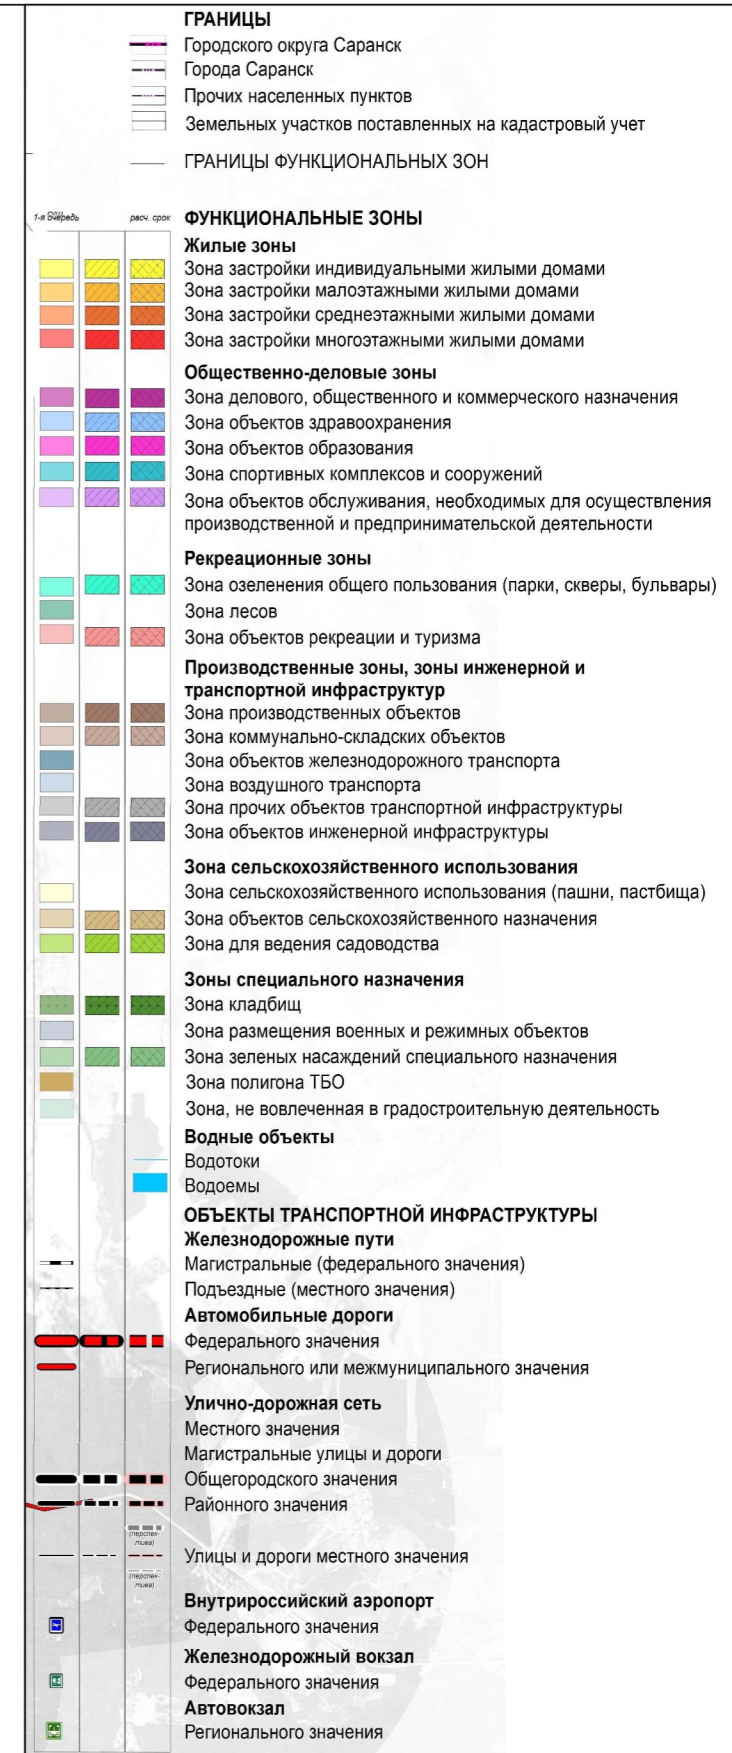 ГРАНИЦЫ
Городского округа Саранск
Города Саранск
Прочих населенных пунктов
Земельных участков поставленных на кадастровый учет
ГРАНИЦЫ ФУНКЦИОНАЛЬНЫХ ЗОН
1-я очередь
расч. срок
ФУНКЦИОНАЛЬНЫЕ ЗОНЫ
Жилые зоны
Зона застройки индивидуальными жилыми домами
Зона застройки малоэтажными жилыми домами
Зона застройки среднеэтажными жилыми домами
Зона застройки многоэтажными жилыми домами
Общественно-деловые зоны
Зона делового, общественного и коммерческого назначения
Зона объектов здравоохранения
Зона объектов образования
Зона спортивных комплексов и сооружений
Зона объектов обслуживания, необходимых для осуществления
производственной и предпринимательской деятельности
Рекреационные зоны
Зона озеленения общего пользования (парки, скверы, бульвары)
Зона лесов
Зона объектов рекреации и туризма
Производственные зоны, зоны инженерной и
транспортной инфраструктур
Зона производственных объектов
Зона коммунально-складских объектов
Зона объектов железнодорожного транспорта
Зона воздушного транспорта
Зона прочих объектов транспортной инфраструктуры
Зона объектов инженерной инфраструктуры
Зона сельскохозяйственного использования
Зона сельскохозяйственного использования (пашни, пастбища)
Зона объектов сельскохозяйственного назначения
Зона для ведения садоводства
Зоны специального назначения
Зона кладбищ
Зона размещения военных и режимных объектов
Зона зеленых насаждений специального назначения
Зона полигона ТБО
Зона, не вовлеченная в градостроительную деятельность
Водные объекты
Водотоки
Водоемы
ОБЪЕКТЫ ТРАНСПОРТНОЙ ИНФРАСТРУКТУРЫ
Железнодорожные пути
Магистральные (федерального значения)
Подъездные (местного значения)
Автомобильные дороги
Федерального значения
Регионального или межмуниципального значения
Улично-дорожная сеть
Местного значения
Магистральные улицы и дороги
Общегородского значения
Районного значения
(перспек-
тива)
Улицы и дороги местного значения
(перспек-
тива)
Внутрироссийский аэропорт
Федерального значения
Железнодорожный вокзал
Федерального значения
Автовокзал
Регионального значения